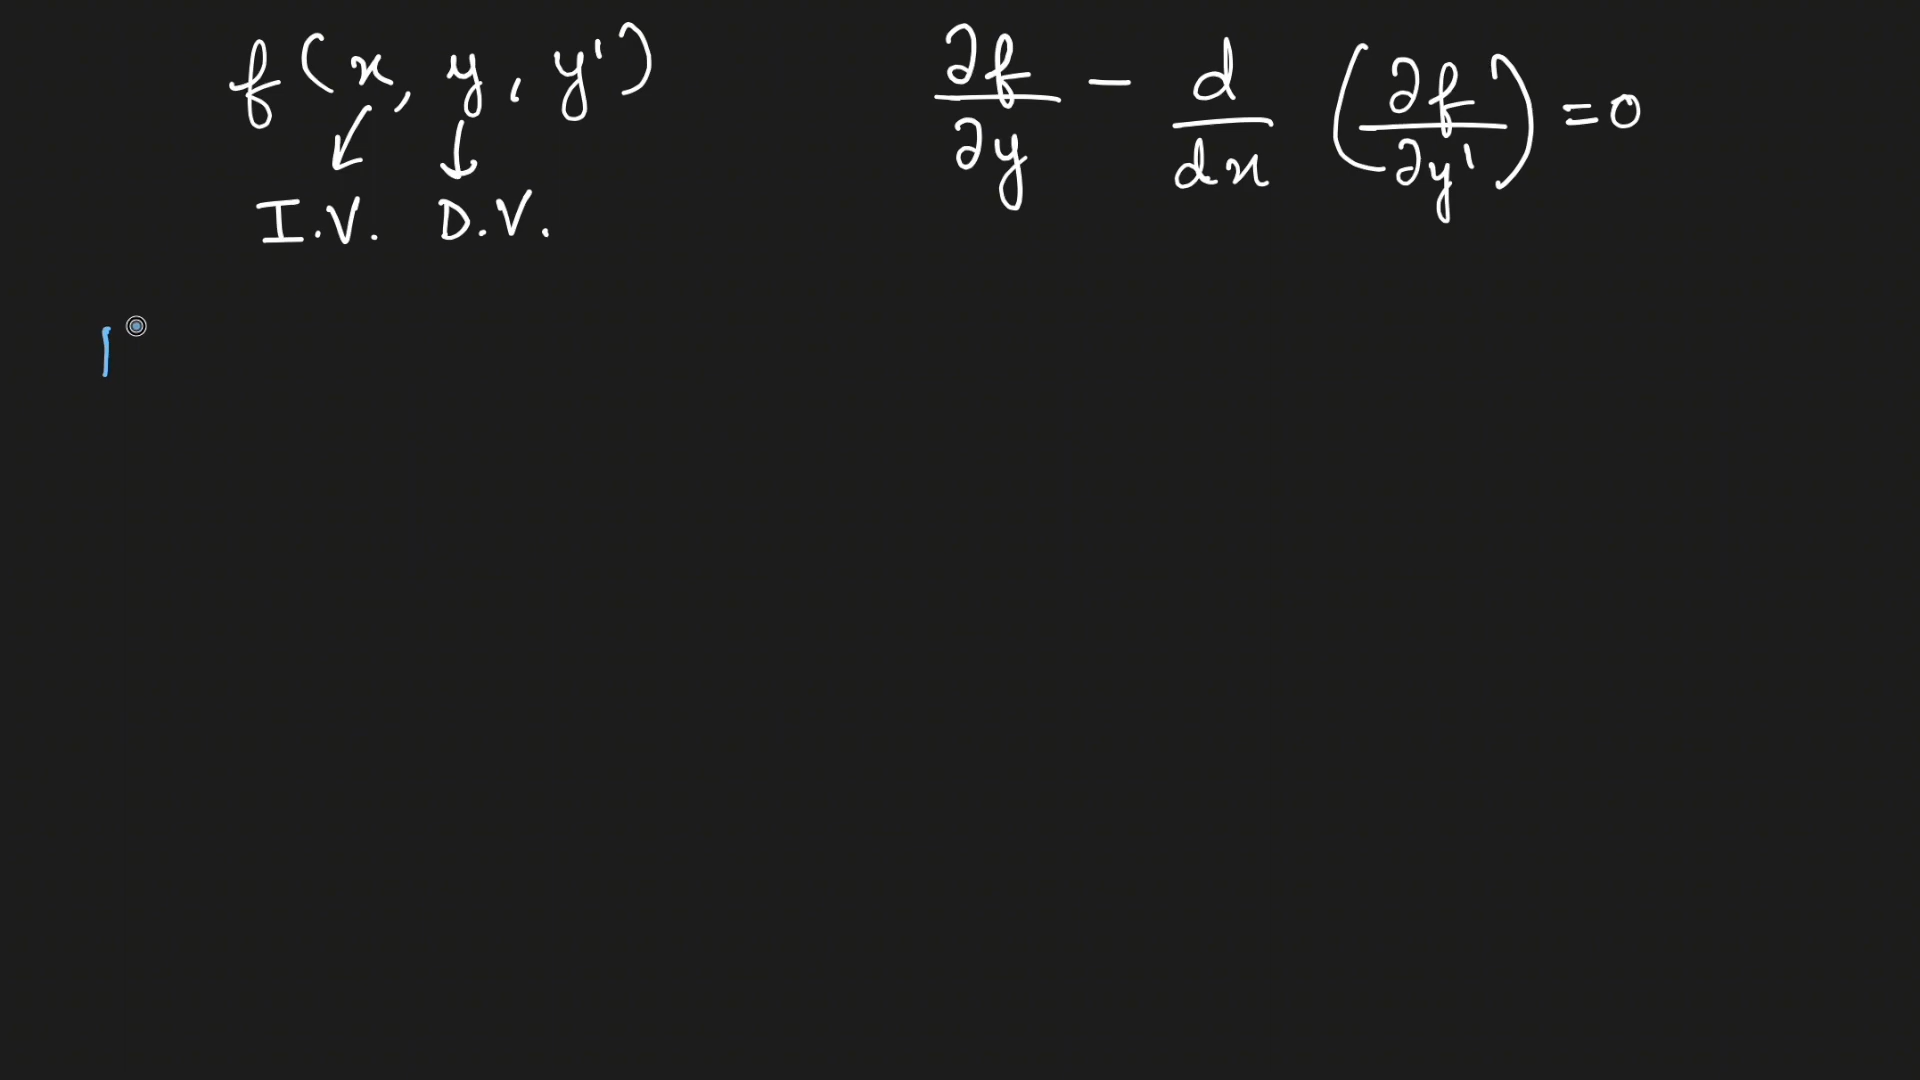 f(x, y, y')
I.V. D.V.
∂f/∂y - d/dx (∂f/∂y') = 0